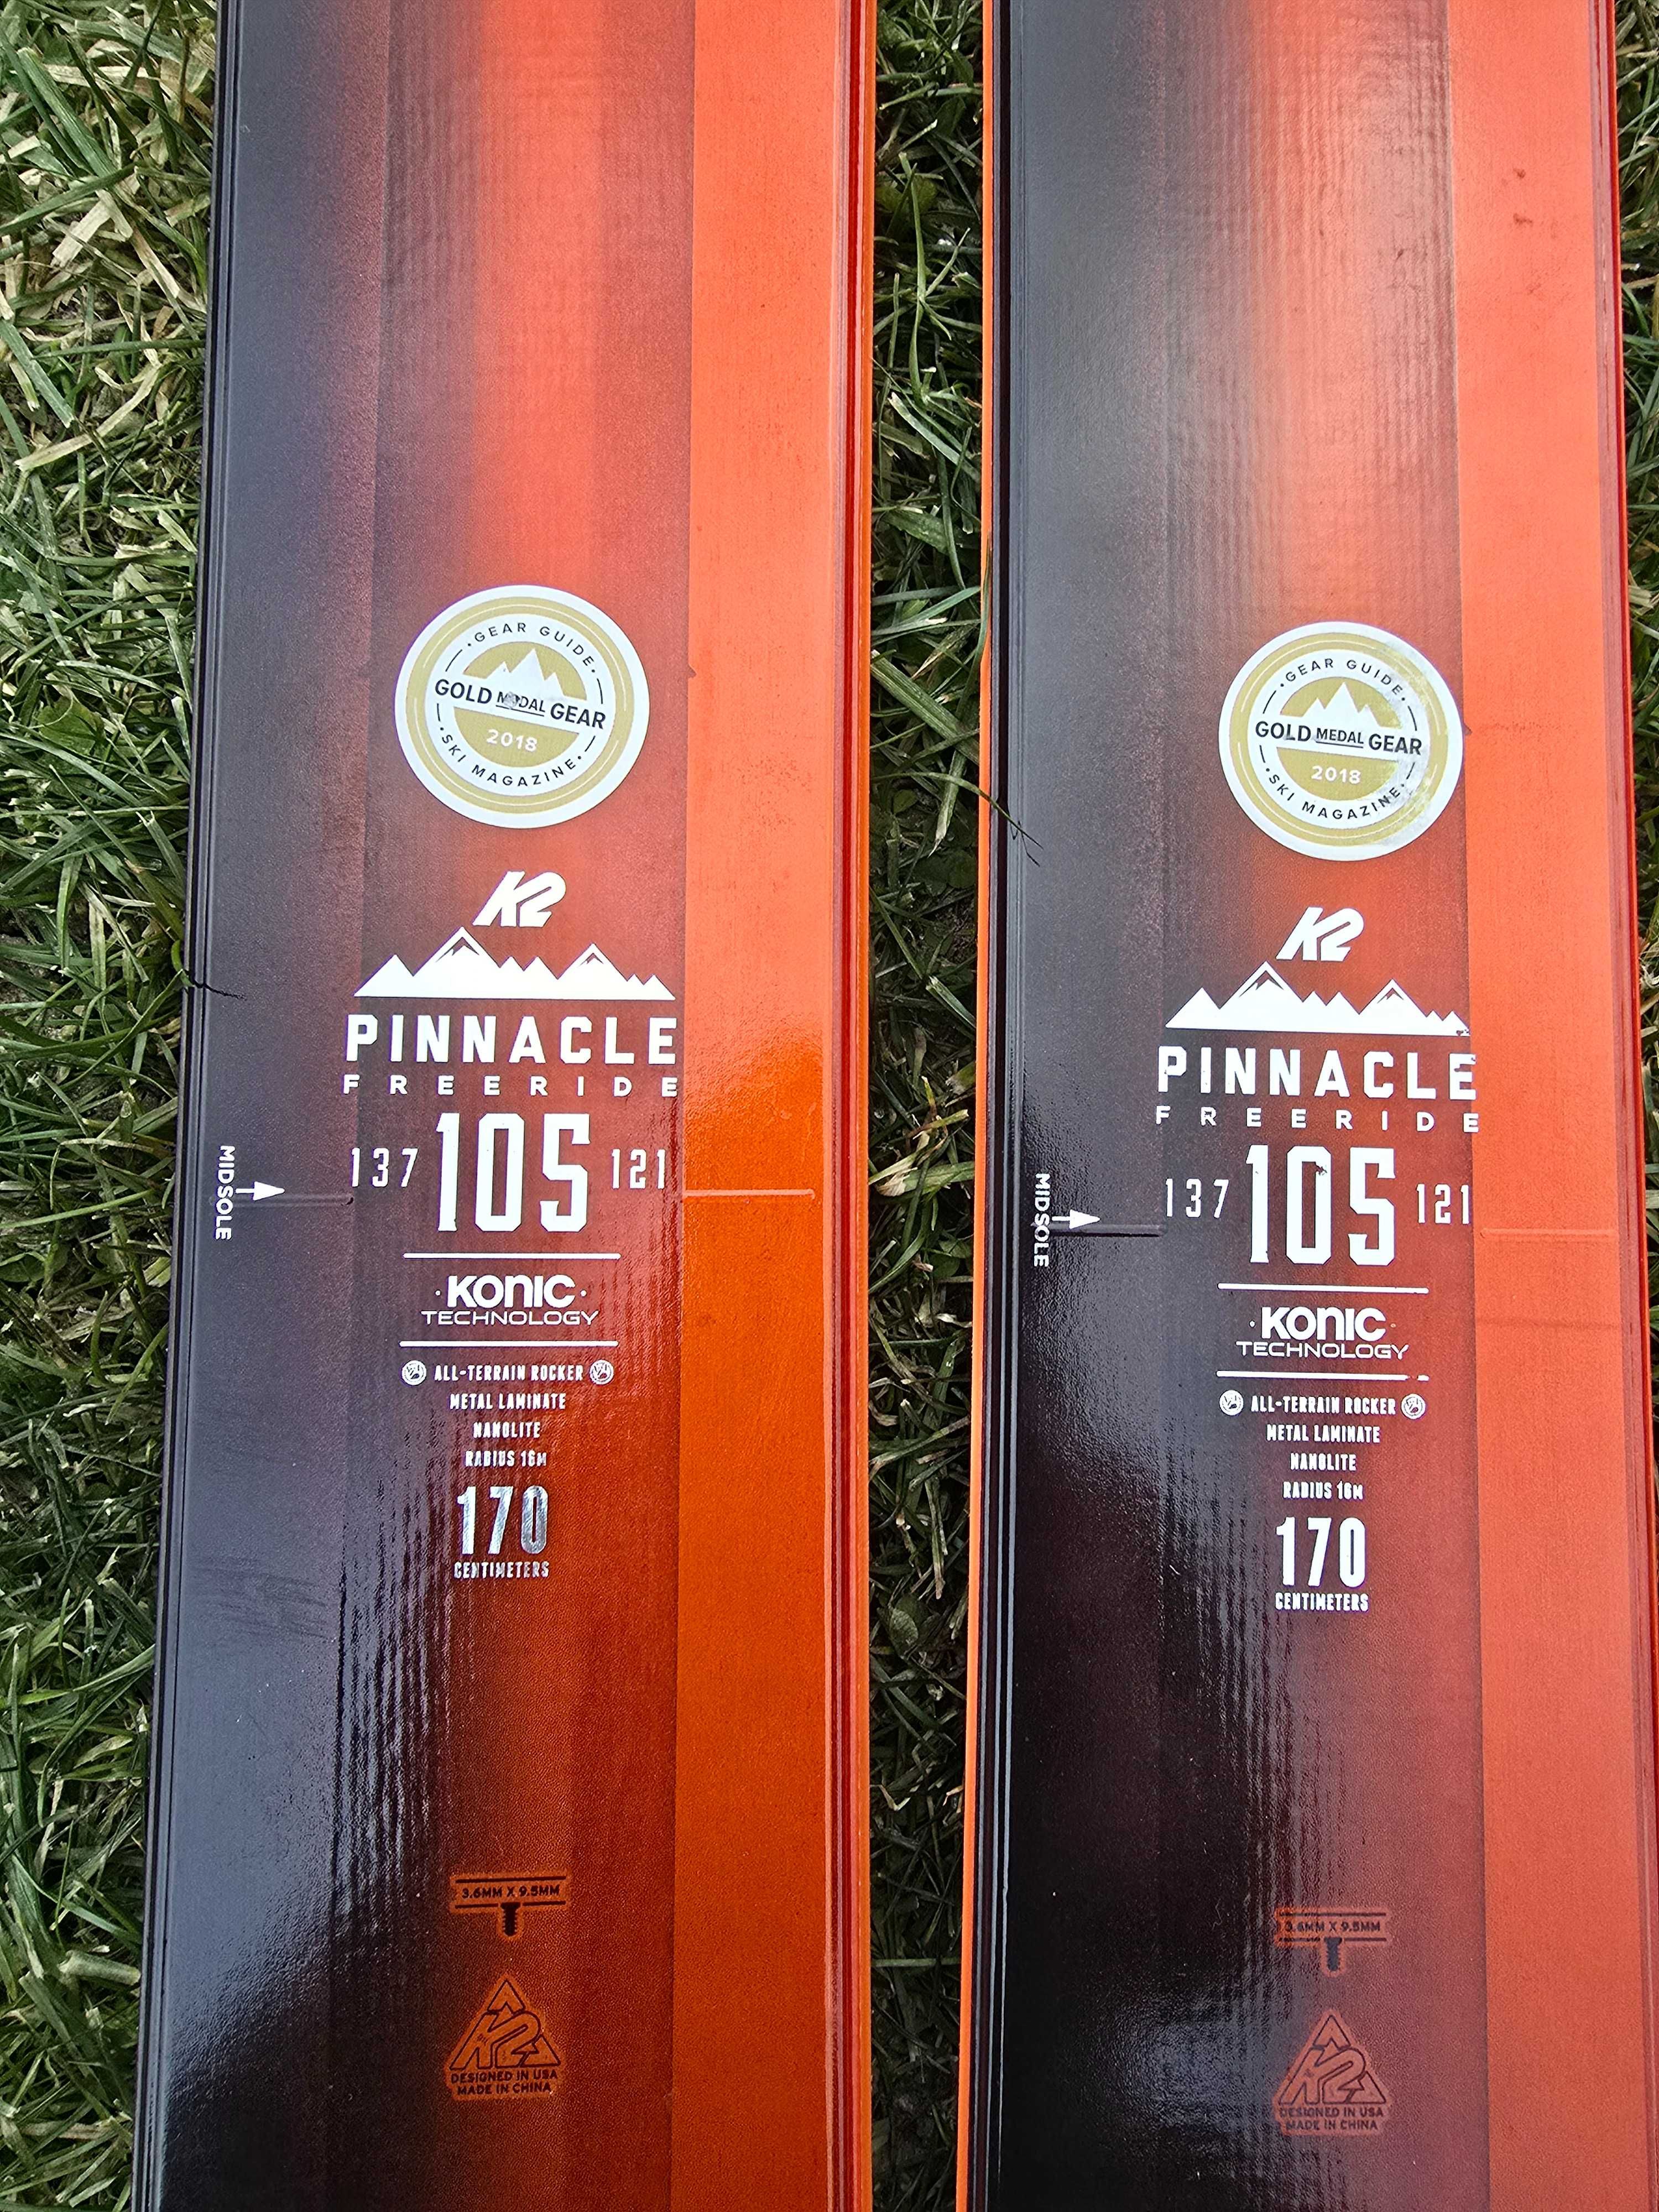 GEAR GUIDE
GOLD MEDAL GEAR
2018
SKI MAGAZINE
K2
PINNACLE
FREERIDE
137 105 121
MIDSOLE
KONIC
TECHNOLOGY
ALL-TERRAIN ROCKER
METAL LAMINATE
NANOLITE
RADIUS 16M
170
CENTIMETERS
3.6MM X 9.5MM
K2
DESIGNED IN USA
MADE IN CHINA
GEAR GUIDE
GOLD MEDAL GEAR
2018
SKI MAGAZINE
K2
PINNACLE
FREERIDE
137 105 121
MIDSOLE
KONIC
TECHNOLOGY
ALL-TERRAIN ROCKER
METAL LAMINATE
NANOLITE
RADIUS 16M
170
CENTIMETERS
3.6MM X 9.5MM
K2
DESIGNED IN USA
MADE IN CHINA